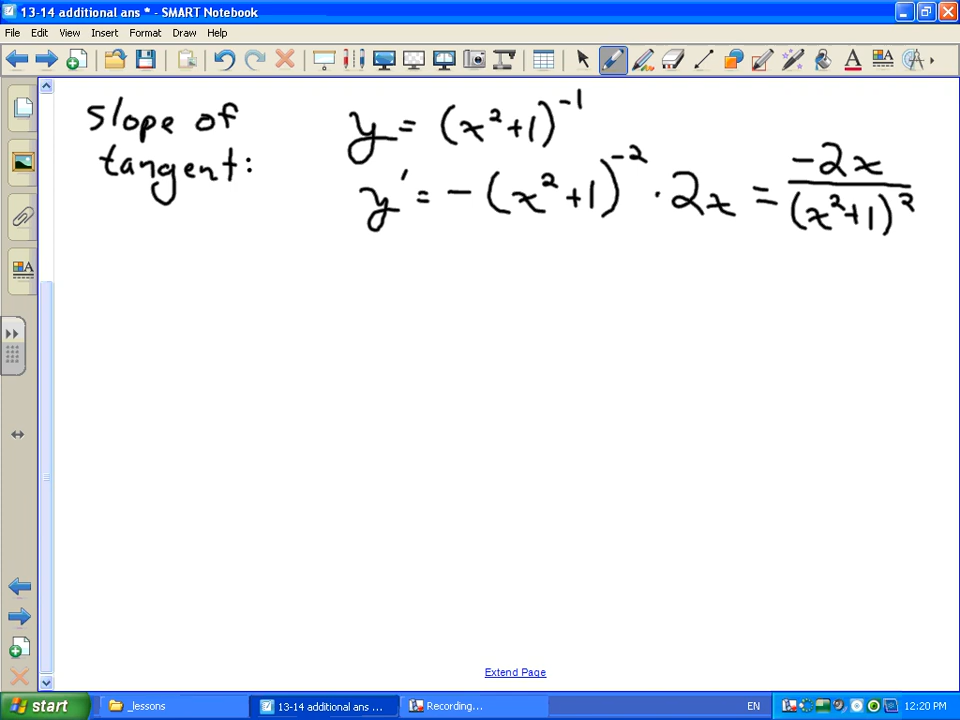 13-14 additional ans * - SMART Notebook
File Edit View Insert Format Draw Help
slope of
tangent:
y = (x²+1)⁻¹
y' = -(x²+1)⁻² · 2x = -2x/(x²+1)²
Extend Page
start
_lessons
13-14 additional ans ...
Recording...
EN
12:20 PM